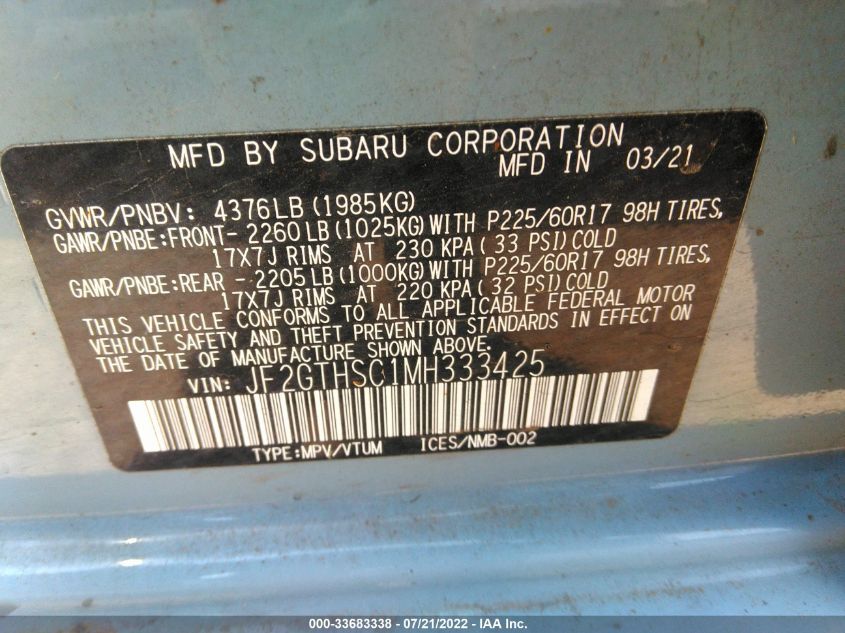 MFD BY SUBARU CORPORATION
MFD IN 03/21
GVWR/PNBV: 4376LB (1985KG)
GAWR/PNBE:FRONT- 2260 LB (1025KG) WITH P225/60R17 98H TIRES,
17X7J RIMS AT 230 KPA ( 33 PSI) COLD
GAWR/PNBE:REAR - 2205 LB (1000KG) WITH P225/60R17 98H TIRES,
17X7J RIMS AT 220 KPA ( 32 PSI) COLD
THIS VEHICLE CONFORMS TO ALL APPLICABLE FEDERAL MOTOR
VEHICLE SAFETY AND THEFT PREVENTION STANDARDS IN EFFECT ON
THE DATE OF MANUFACTURE SHOWN ABOVE.
VIN: JF2GTHSC1MH333425
TYPE:MPV/VTUM ICES/NMB-002
000-33683338 - 07/21/2022 - IAA Inc.